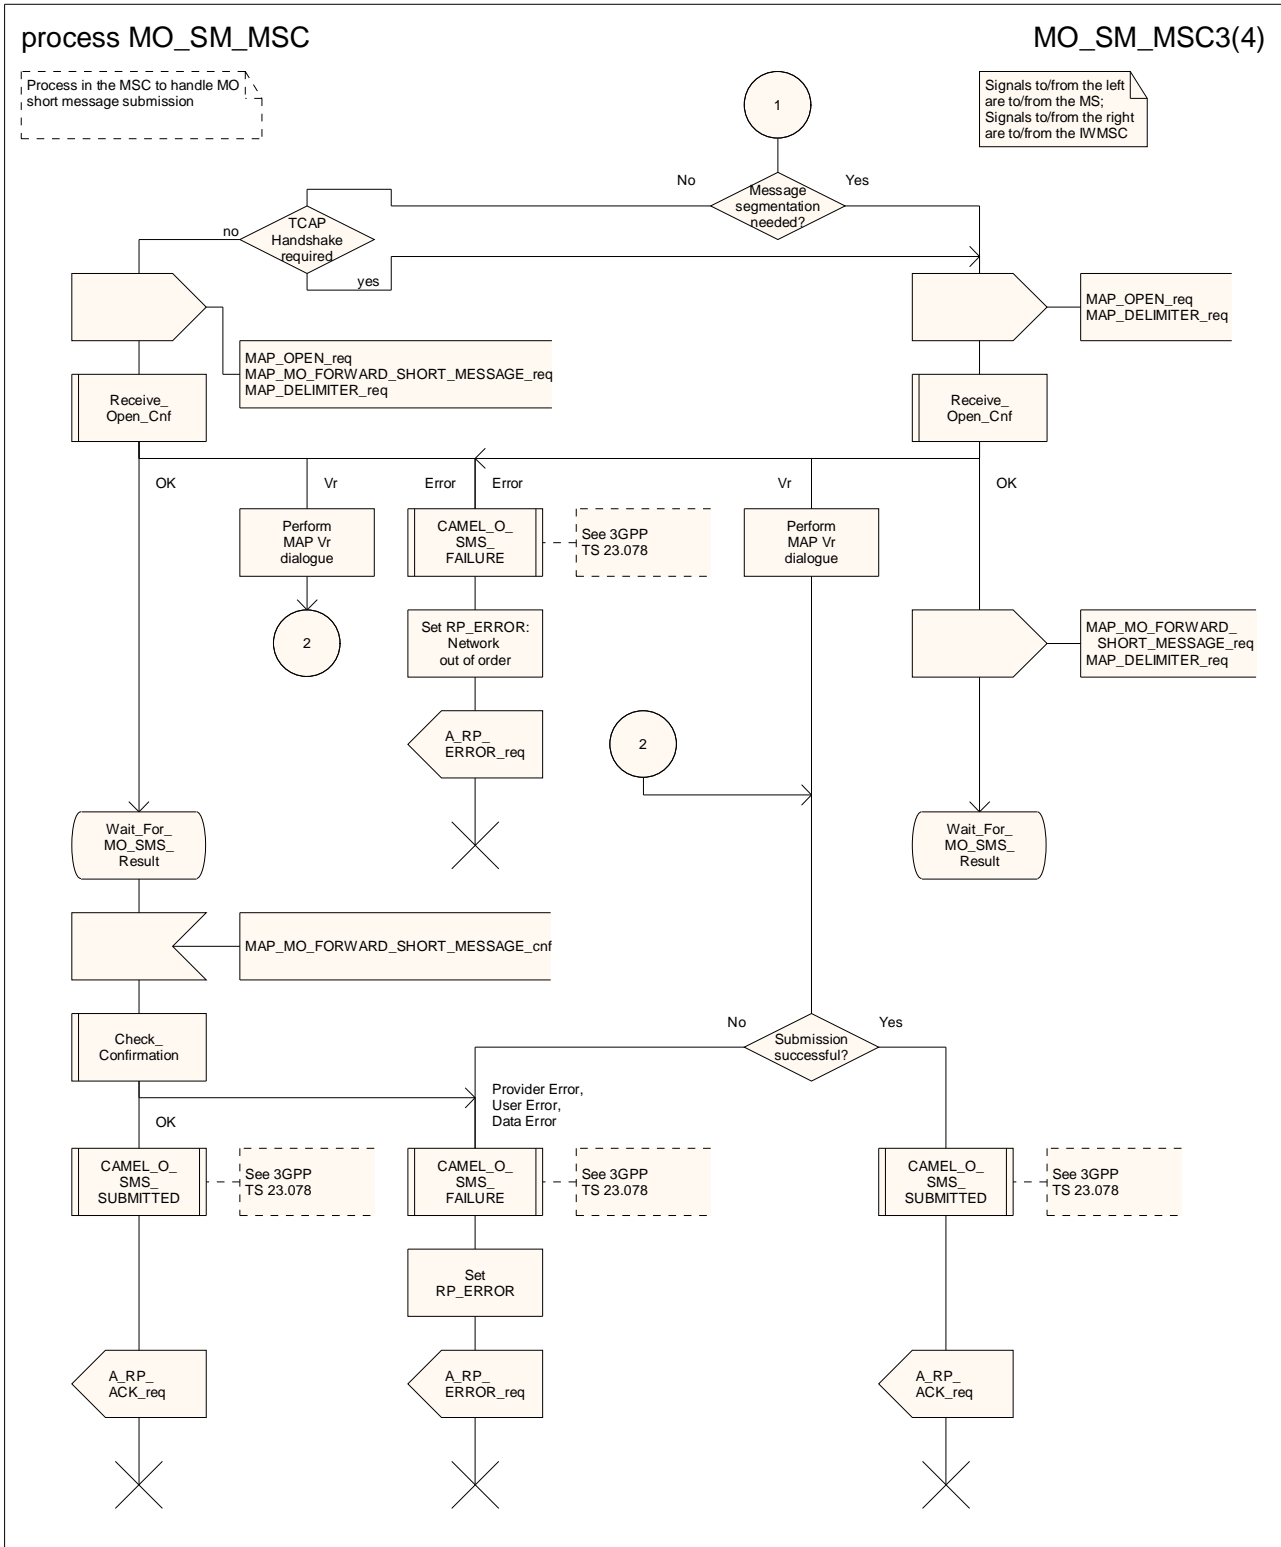 process MO_SM_MSC
MO_SM_MSC3(4)
Process in the MSC to handle MO
short message submission
1
Signals to/from the left
are to/from the MS;
Signals to/from the right
are to/from the IWMSC
No
Message
segmentation
needed?
Yes
no
TCAP
Handshake
required
yes
MAP_OPEN_req
MAP_DELIMITER_req
MAP_OPEN_req
MAP_MO_FORWARD_SHORT_MESSAGE_req
MAP_DELIMITER_req
Receive_
Open_Cnf
Receive_
Open_Cnf
OK
Vr
Error
Error
Vr
OK
Perform
MAP Vr
dialogue
CAMEL_O_
SMS_
FAILURE
See 3GPP
TS 23.078
Perform
MAP Vr
dialogue
2
Set RP_ERROR:
Network
out of order
MAP_MO_FORWARD_
SHORT_MESSAGE_req
MAP_DELIMITER_req
A_RP_
ERROR_req
2
Wait_For_
MO_SMS_
Result
Wait_For_
MO_SMS_
Result
MAP_MO_FORWARD_SHORT_MESSAGE_cnf
Check_
Confirmation
No
Submission
successful?
Yes
OK
Provider Error,
User Error,
Data Error
CAMEL_O_
SMS_
SUBMITTED
See 3GPP
TS 23.078
CAMEL_O_
SMS_
FAILURE
See 3GPP
TS 23.078
CAMEL_O_
SMS_
SUBMITTED
See 3GPP
TS 23.078
Set
RP_ERROR
A_RP_
ACK_req
A_RP_
ERROR_req
A_RP_
ACK_req